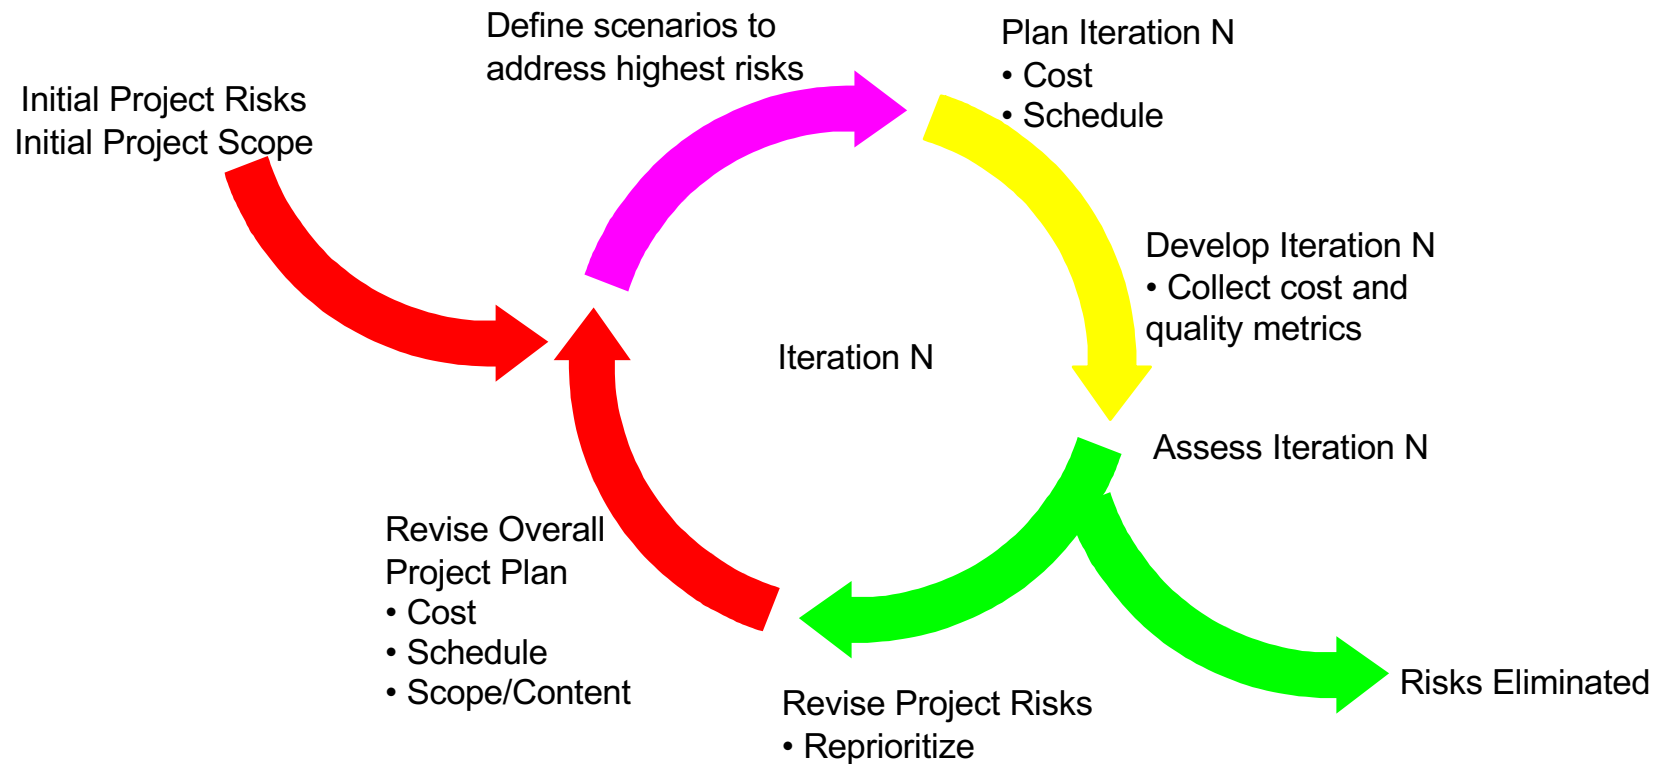 Define scenarios to
address highest risks
Plan Iteration N
• Cost
• Schedule
Initial Project Risks
Initial Project Scope
Develop Iteration N
• Collect cost and
quality metrics
Iteration N
Assess Iteration N
Revise Overall
Project Plan
• Cost
• Schedule
• Scope/Content
Revise Project Risks
• Reprioritize
Risks Eliminated